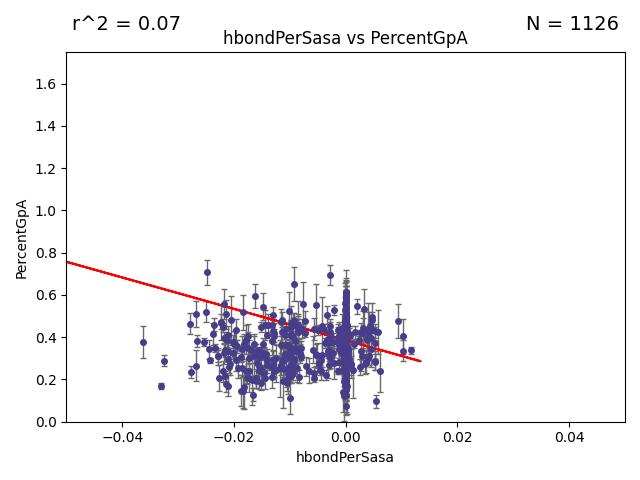 r^2 = 0.07
N = 1126
hbondPerSasa vs PercentGpA
1.6
1.4
1.2
1.0
0.8
0.6
0.4
0.2
0.0
PercentGpA
−0.04
−0.02
0.00
0.02
0.04
hbondPerSasa